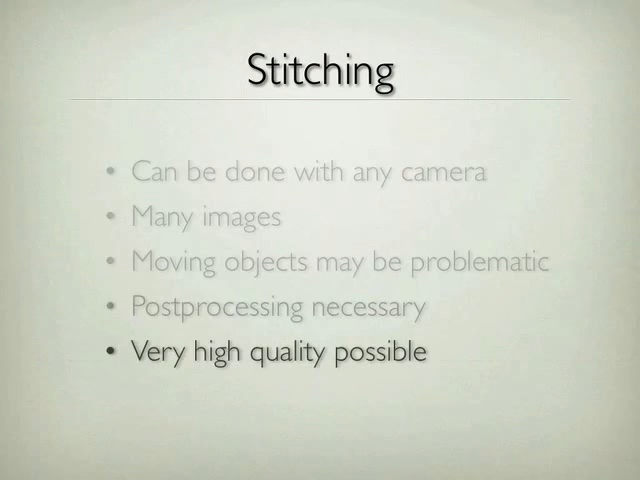 Stitching
• Can be done with any camera
• Many images
• Moving objects may be problematic
• Postprocessing necessary
• Very high quality possible